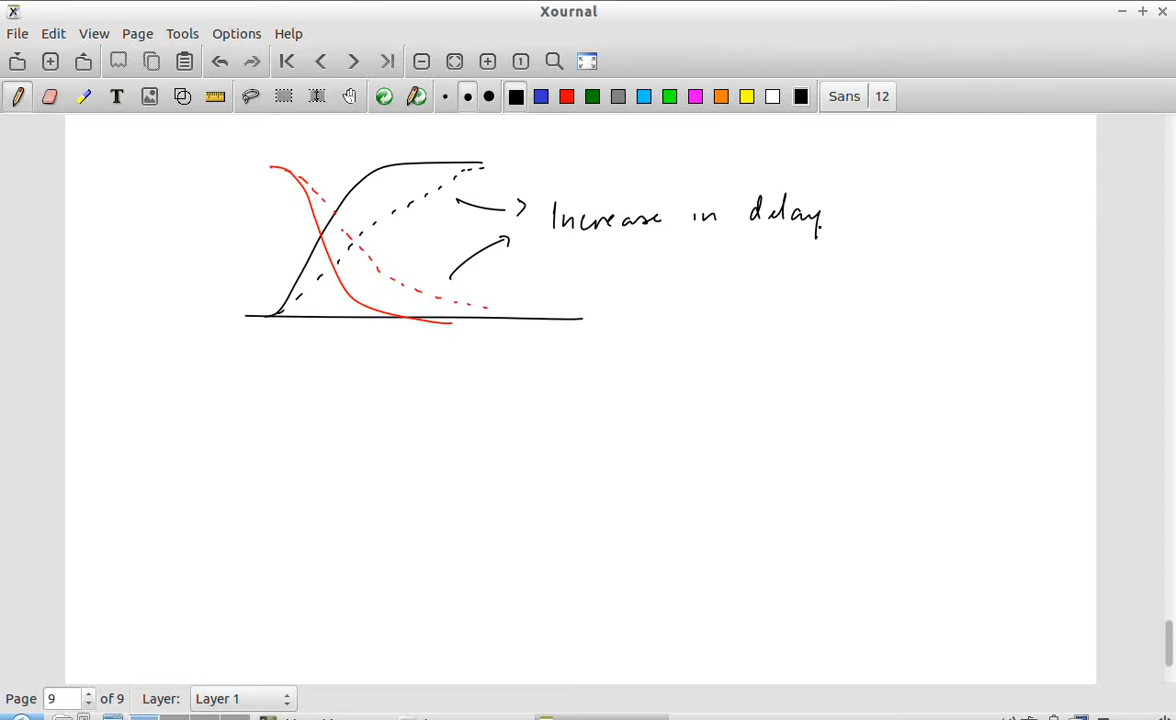 Xournal
File Edit View Page Tools Options Help
Sans 12
Increase in delay
Page 9 of 9 Layer: Layer 1